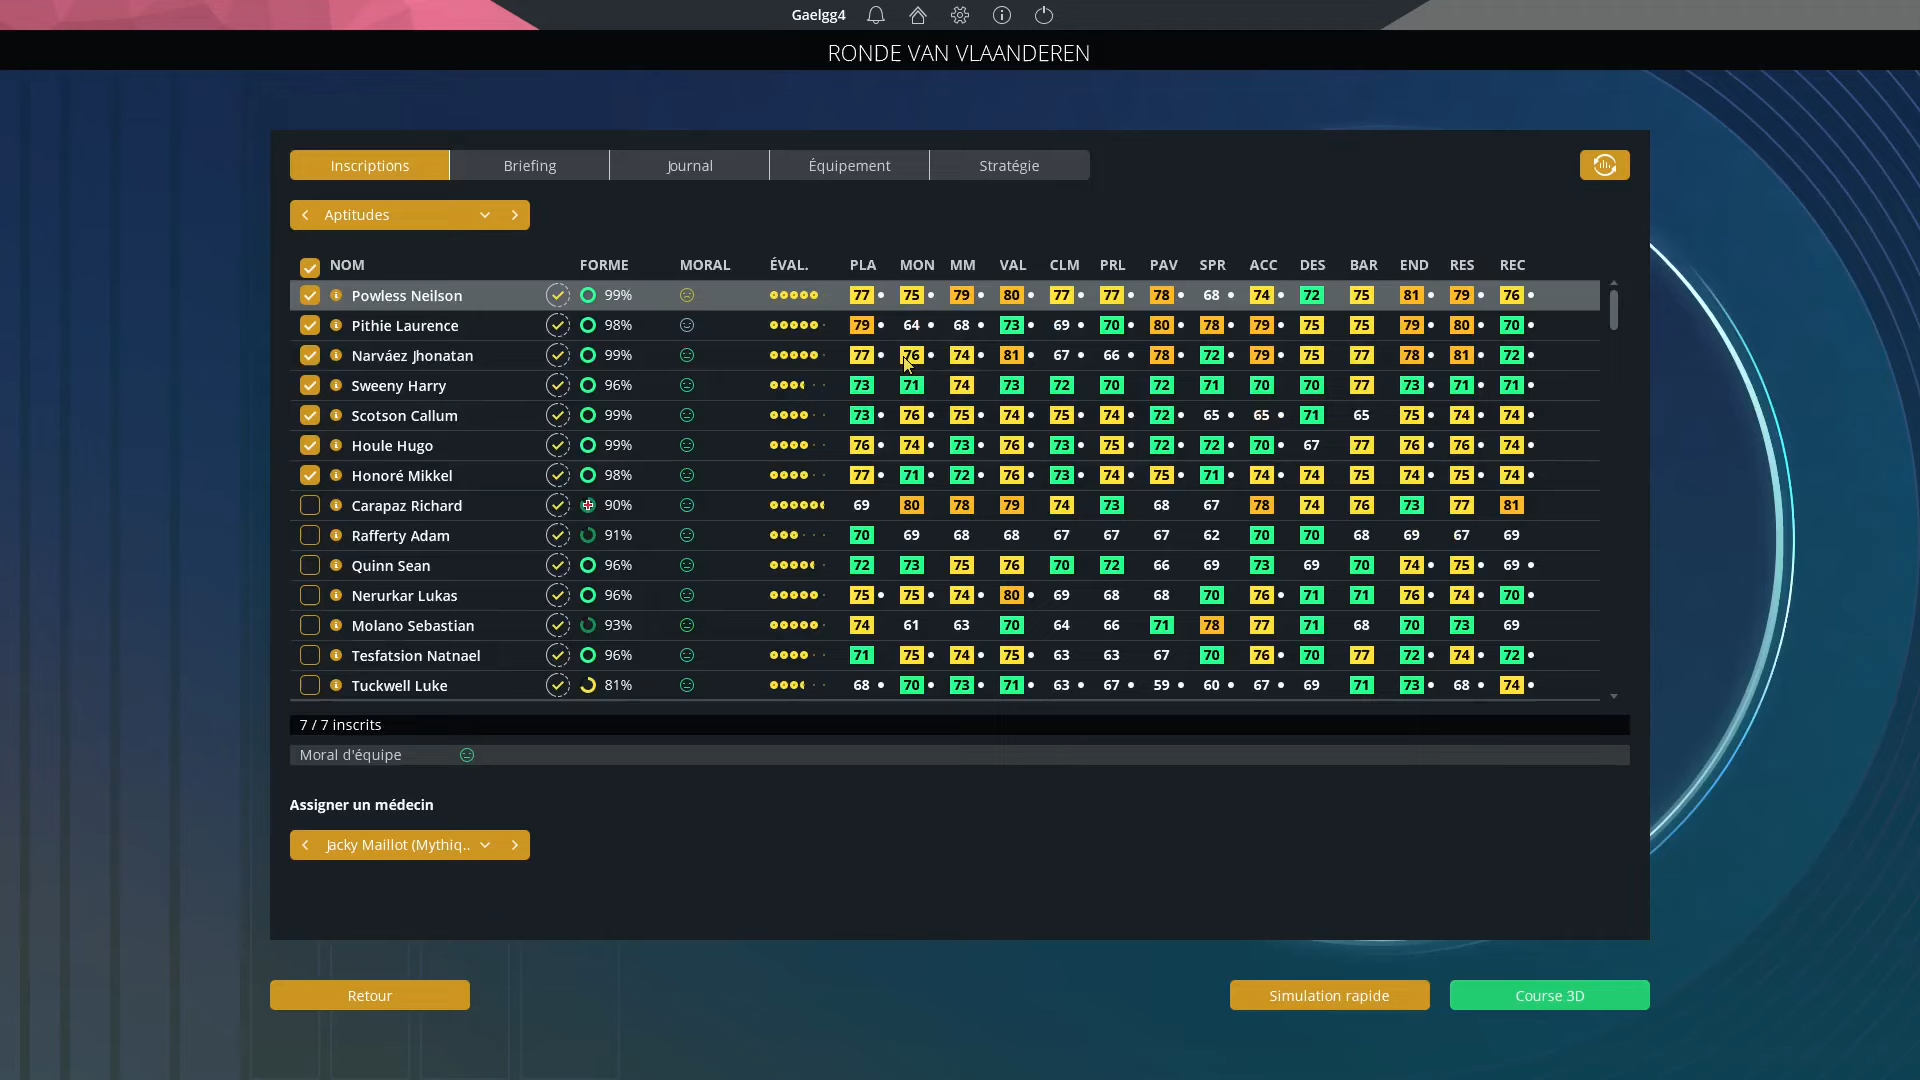 Gaelgg4
RONDE VAN VLAANDEREN
Inscriptions Briefing Journal Équipement Stratégie
Aptitudes
NOM FORME MORAL ÉVAL. PLA MON MM VAL CLM PRL PAV SPR ACC DES BAR END RES REC
Powless Neilson 99% 77 75 79 80 77 77 78 68 74 72 75 81 79 76
Pithie Laurence 98% 79 64 68 73 69 70 80 78 79 75 75 79 80 70
Narváez Jhonatan 99% 77 76 74 81 67 66 78 72 79 75 77 78 81 72
Sweeny Harry 96% 73 71 74 73 72 70 72 71 70 70 77 73 71 71
Scotson Callum 99% 73 76 75 74 75 74 72 65 65 71 65 75 74 74
Houle Hugo 99% 76 74 73 76 73 75 72 72 70 67 77 76 76 74
Honoré Mikkel 98% 77 71 72 76 73 74 75 71 74 74 75 74 75 74
Carapaz Richard 90% 69 80 78 79 74 73 68 67 78 74 76 73 77 81
Rafferty Adam 91% 70 69 68 68 67 67 67 62 70 70 68 69 67 69
Quinn Sean 96% 72 73 75 76 70 72 66 69 73 69 70 74 75 69
Nerurkar Lukas 96% 75 75 74 80 69 68 68 70 76 71 71 76 74 70
Molano Sebastian 93% 74 61 63 70 64 66 71 78 77 71 68 70 73 69
Tesfatsion Natnael 96% 71 75 74 75 63 63 67 70 76 70 77 72 74 72
Tuckwell Luke 81% 68 70 73 71 63 67 59 60 67 69 71 73 68 74
7 / 7 inscrits
Moral d'équipe
Assigner un médecin
Jacky Maillot (Mythiq..
Retour Simulation rapide Course 3D